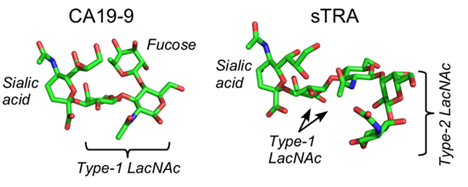 CA19-9
Fucose
Sialic
acid
Type-1 LacNAc
sTRA
Sialic
acid
Type-1
LacNAc
Type-2 LacNAc